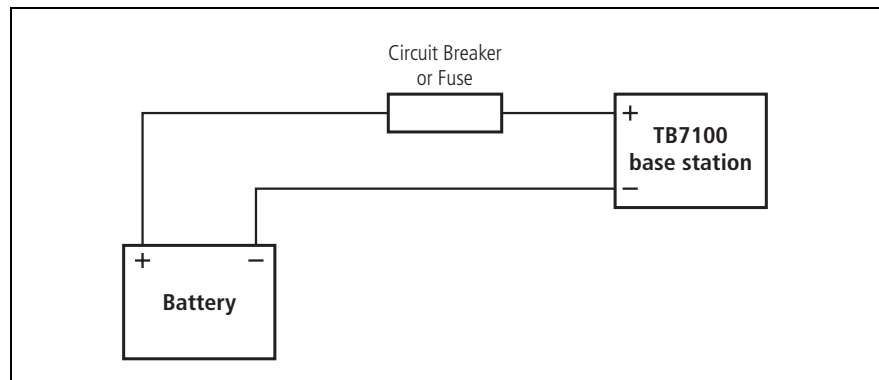 Circuit Breaker
or Fuse
+
TB7100
base station
–
+ –
Battery